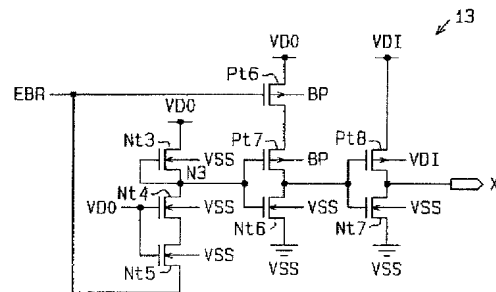 13
VDO
VDI
Pt6
EBR
BP
VDO
Nt3
Pt7
Pt8
VSS
BP
VDI
N3
X
Nt4
VDO
VSS
VSS
VSS
Nt6
Nt7
VSS
Nt5
VSS
VSS